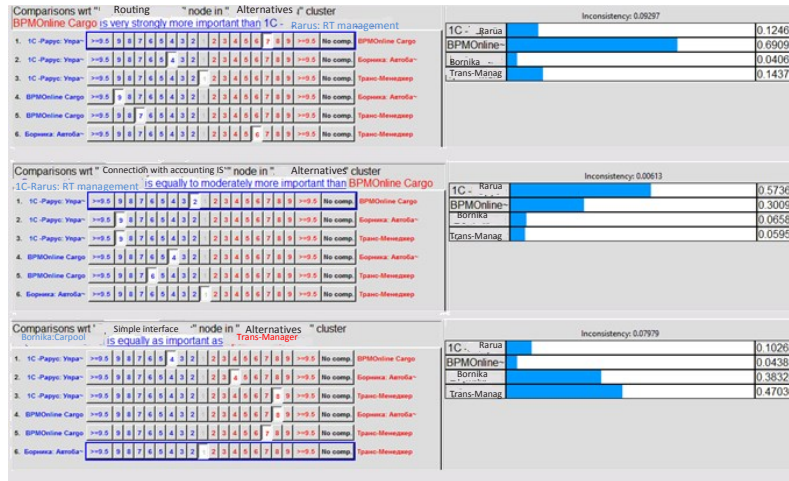 Comparisons wrt " Routing " node in " Alternatives " cluster
BPMOnline Cargo is very strongly more important than 1C - Rarus: RT management
1. 1C -Рарус: Упра~ >=9.5 9 8 7 6 5 4 3 2 1 2 3 4 5 6 7 8 9 >=9.5 No comp. BPMOnline Cargo
2. 1C -Рарус: Упра~ >=9.5 9 8 7 6 5 4 3 2 1 2 3 4 5 6 7 8 9 >=9.5 No comp. Борника: Автоба~
3. 1C -Рарус: Упра~ >=9.5 9 8 7 6 5 4 3 2 1 2 3 4 5 6 7 8 9 >=9.5 No comp. Транс-Менеджер
4. BPMOnline Cargo >=9.5 9 8 7 6 5 4 3 2 1 2 3 4 5 6 7 8 9 >=9.5 No comp. Борника: Автоба~
5. BPMOnline Cargo >=9.5 9 8 7 6 5 4 3 2 1 2 3 4 5 6 7 8 9 >=9.5 No comp. Транс-Менеджер
6. Борника: Автоба~ >=9.5 9 8 7 6 5 4 3 2 1 2 3 4 5 6 7 8 9 >=9.5 No comp. Транс-Менеджер
Inconsistency: 0.09297
1C - Rarua 0.1246
BPMOnline~ 0.6909
Bornika ~ 0.0406
Trans-Manag 0.1437
Comparisons wrt " Connection with accounting IS" node in " Alternatives" cluster
1C-Rarus: RT management is equally to moderately more important than BPMOnline Cargo
1. 1C -Рарус: Упра~ >=9.5 9 8 7 6 5 4 3 2 1 2 3 4 5 6 7 8 9 >=9.5 No comp. BPMOnline Cargo
2. 1C -Рарус: Упра~ >=9.5 9 8 7 6 5 4 3 2 1 2 3 4 5 6 7 8 9 >=9.5 No comp. Борника: Автоба~
3. 1C -Рарус: Упра~ >=9.5 9 8 7 6 5 4 3 2 1 2 3 4 5 6 7 8 9 >=9.5 No comp. Транс-Менеджер
4. BPMOnline Cargo >=9.5 9 8 7 6 5 4 3 2 1 2 3 4 5 6 7 8 9 >=9.5 No comp. Борника: Автоба~
5. BPMOnline Cargo >=9.5 9 8 7 6 5 4 3 2 1 2 3 4 5 6 7 8 9 >=9.5 No comp. Транс-Менеджер
6. Борника: Автоба~ >=9.5 9 8 7 6 5 4 3 2 1 2 3 4 5 6 7 8 9 >=9.5 No comp. Транс-Менеджер
Inconsistency: 0.00613
1C - Rarua 0.5736
BPMOnline~ 0.3009
Bornika 0.0658
Trans-Manag 0.0595
Comparisons wrt " Simple interface " node in " Alternatives " cluster
Bornika:Carpool is equally as important as Trans-Manager
1. 1C -Рарус: Упра~ >=9.5 9 8 7 6 5 4 3 2 1 2 3 4 5 6 7 8 9 >=9.5 No comp. BPMOnline Cargo
2. 1C -Рарус: Упра~ >=9.5 9 8 7 6 5 4 3 2 1 2 3 4 5 6 7 8 9 >=9.5 No comp. Борника: Автоба~
3. 1C -Рарус: Упра~ >=9.5 9 8 7 6 5 4 3 2 1 2 3 4 5 6 7 8 9 >=9.5 No comp. Транс-Менеджер
4. BPMOnline Cargo >=9.5 9 8 7 6 5 4 3 2 1 2 3 4 5 6 7 8 9 >=9.5 No comp. Борника: Автоба~
5. BPMOnline Cargo >=9.5 9 8 7 6 5 4 3 2 1 2 3 4 5 6 7 8 9 >=9.5 No comp. Транс-Менеджер
6. Борника: Автоба~ >=9.5 9 8 7 6 5 4 3 2 1 2 3 4 5 6 7 8 9 >=9.5 No comp. Транс-Менеджер
Inconsistency: 0.07979
1C - Rarua 0.1026
BPMOnline~ 0.0438
Bornika 0.3832
Trans-Manag 0.4703